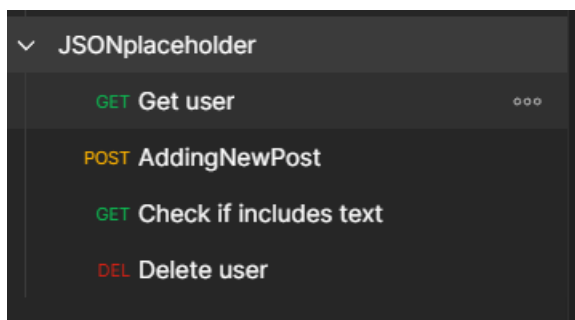 JSONplaceholder
GET Get user
POST AddingNewPost
GET Check if includes text
DEL Delete user